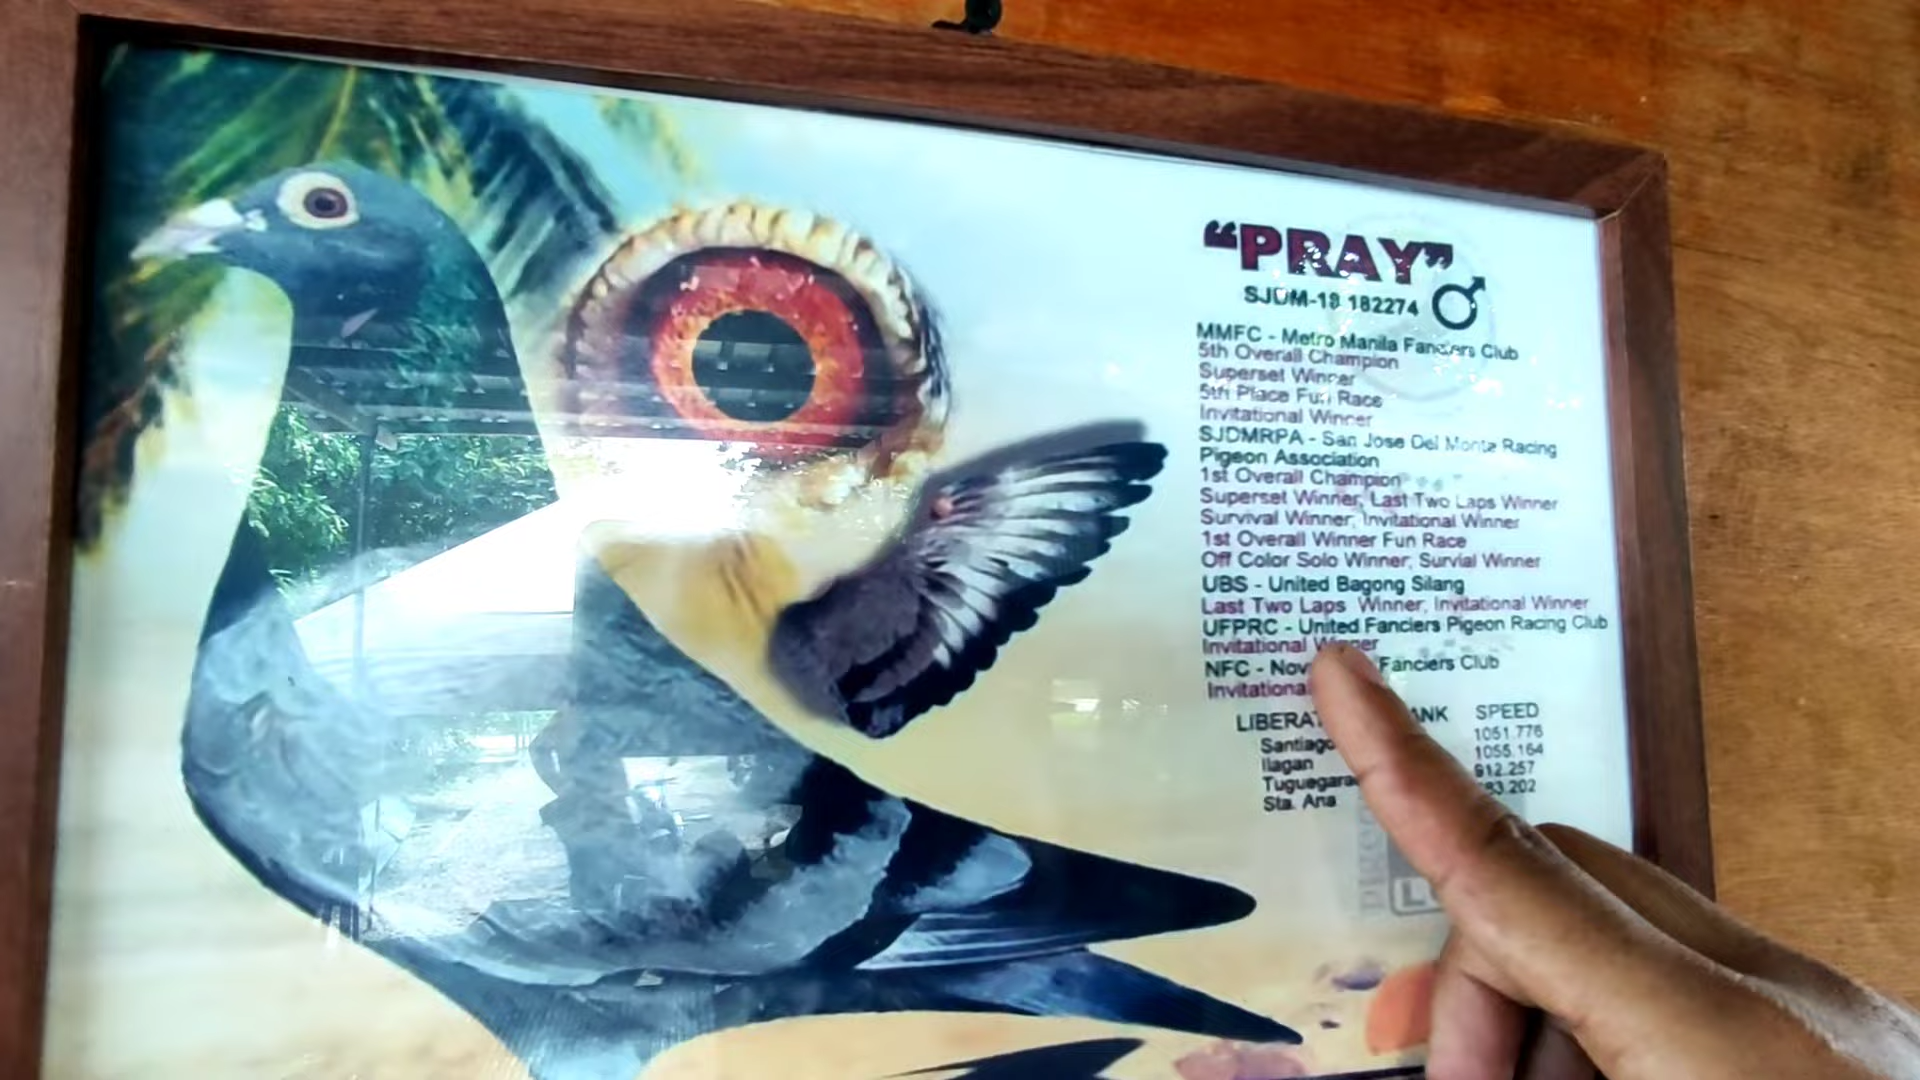 “PRAY”
SJDM-18 182274
MMFC - Metro Manila Fanciers Club
5th Overall Champion
Superset Winner
5th Place Fun Race
Invitational Winner
SJDMRPA - San Jose Del Monte Racing
Pigeon Association
1st Overall Champion
Superset Winner, Last Two Laps Winner
Survival Winner, Invitational Winner
1st Overall Winner Fun Race
Off Color Solo Winner, Survial Winner
UBS - United Bagong Silang
Last Two Laps Winner, Invitational Winner
UFPRC - United Fanciers Pigeon Racing Club
Invitational Winner
NFC - Fanciers Club
Invitational
SPEED
Santiago 1051.776
Ilagan 1055.164
912.257
Sta. Ana